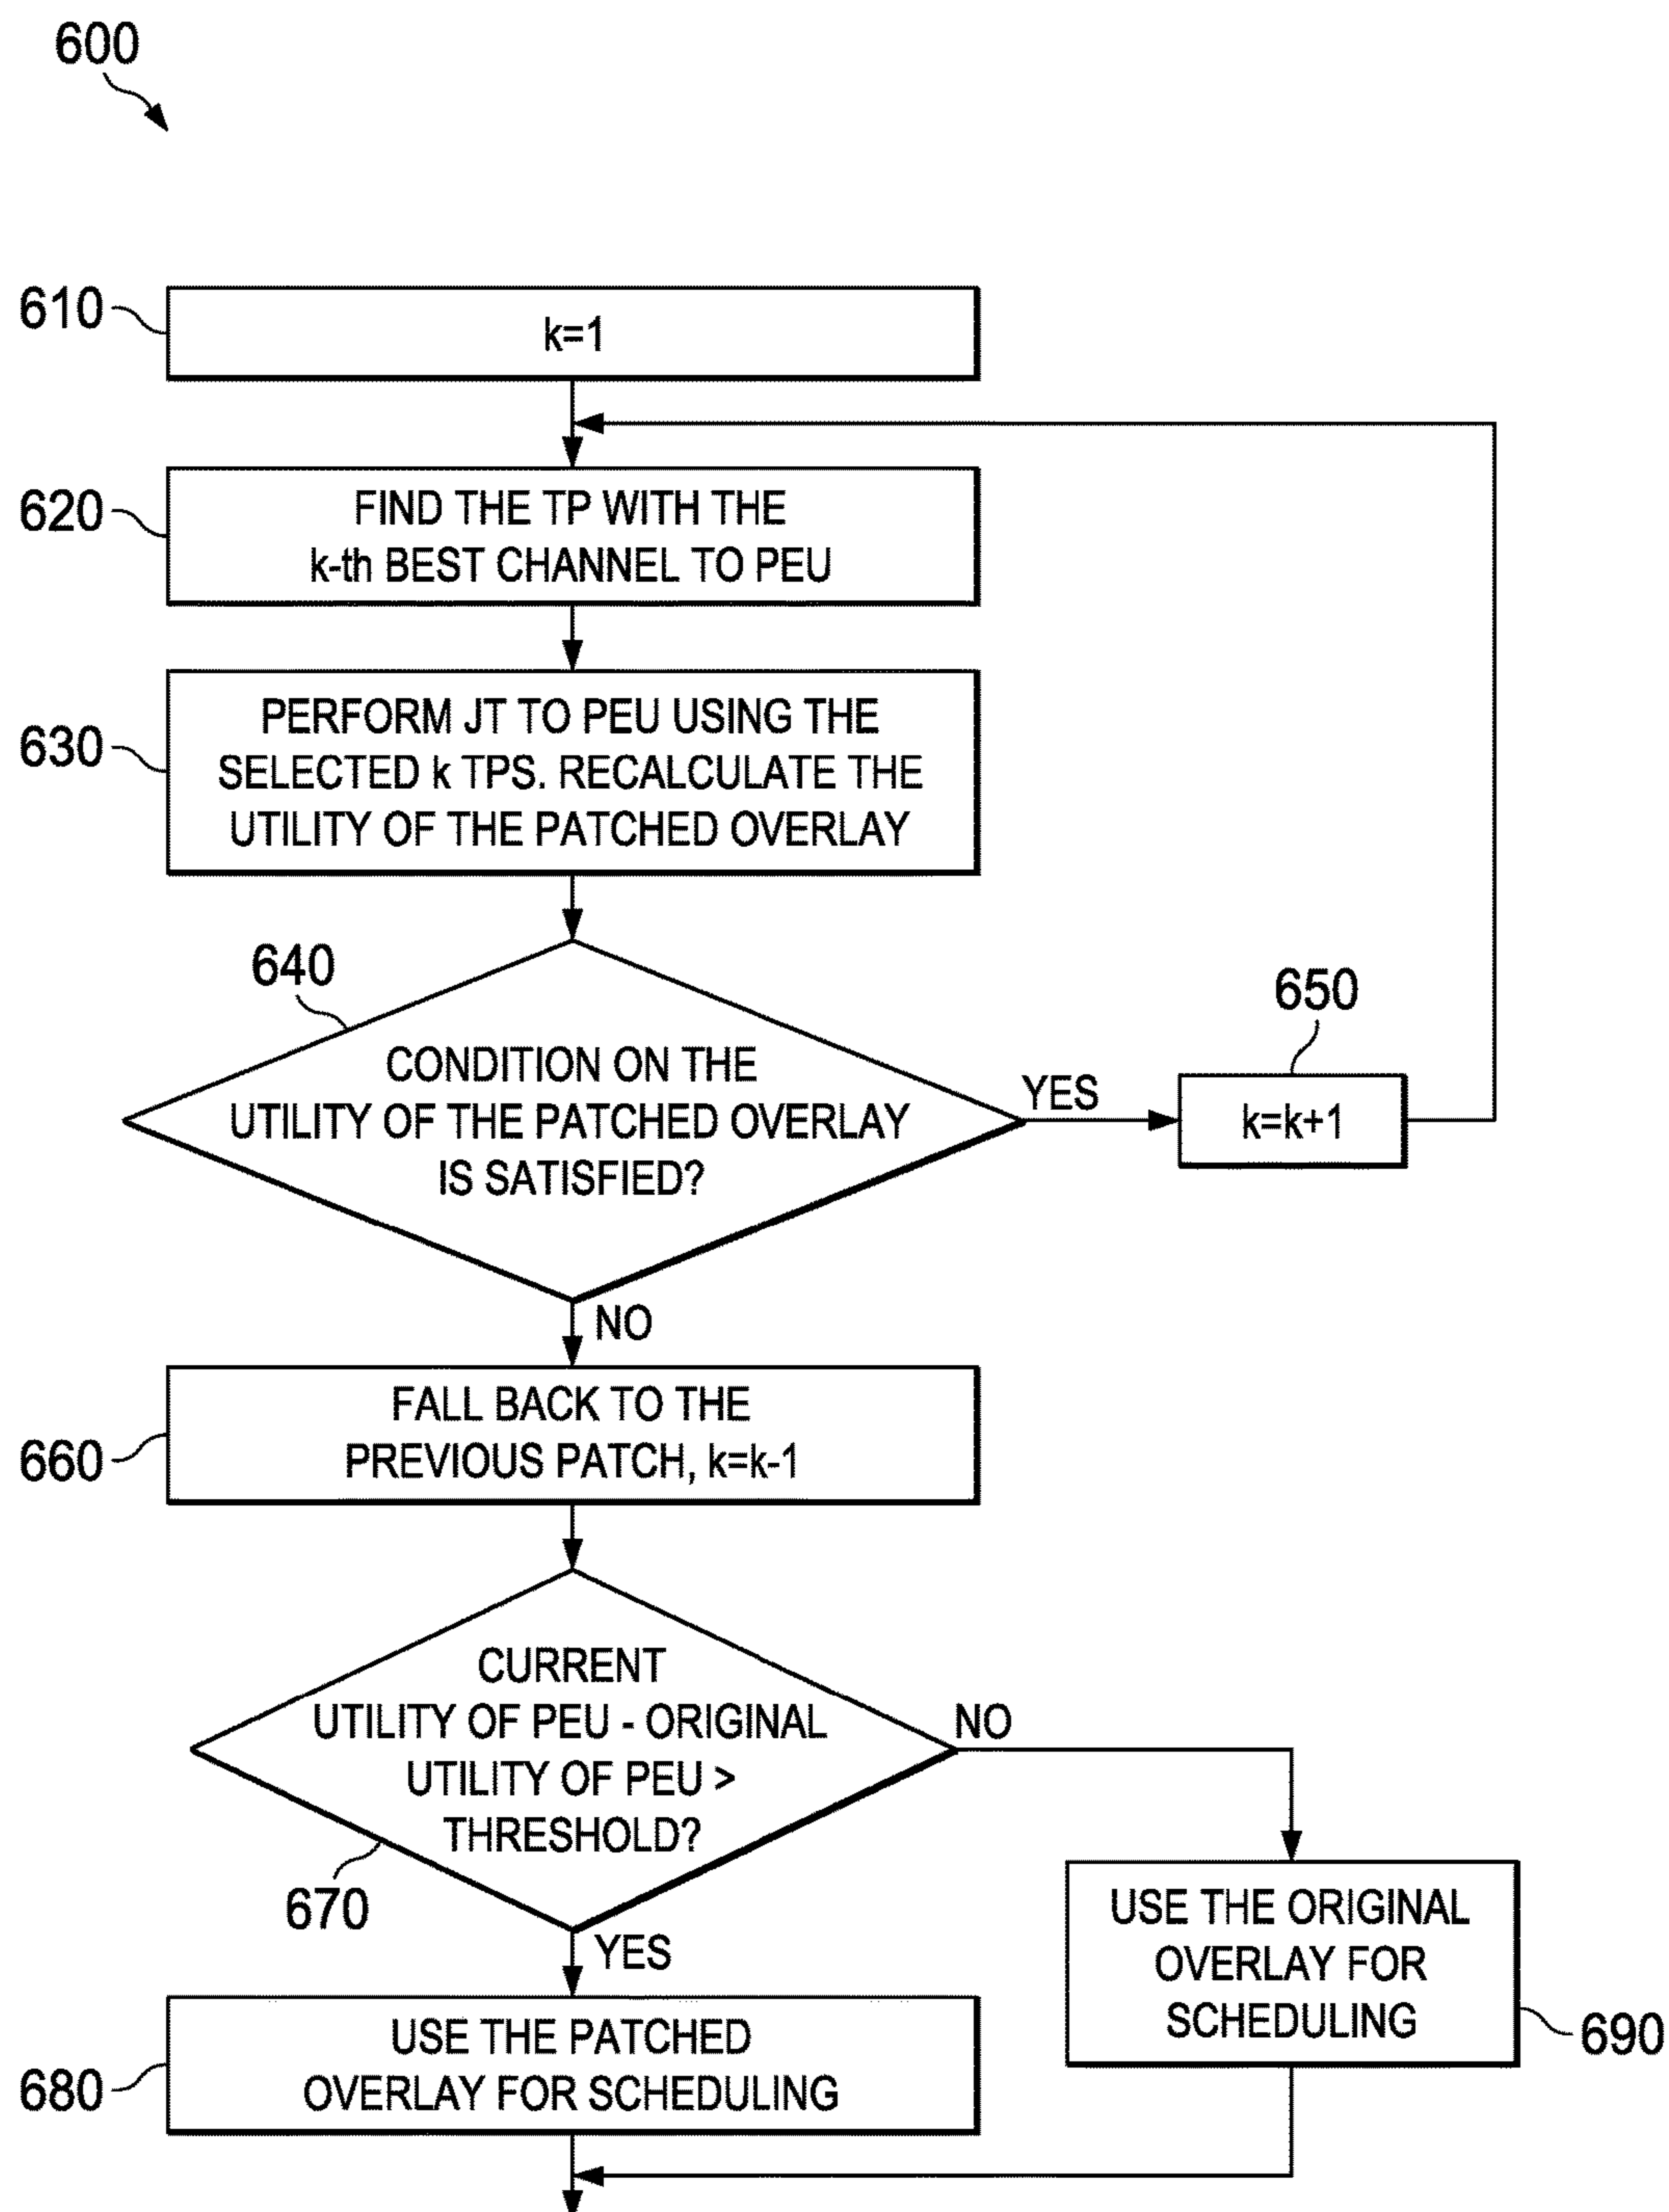 600
610
k=1
620
FIND THE TP WITH THE
k-th BEST CHANNEL TO PEU
630
PERFORM JT TO PEU USING THE
SELECTED k TPS. RECALCULATE THE
UTILITY OF THE PATCHED OVERLAY
640
CONDITION ON THE
UTILITY OF THE PATCHED OVERLAY
IS SATISFIED?
YES
650
k=k+1
NO
660
FALL BACK TO THE
PREVIOUS PATCH, k=k-1
CURRENT
UTILITY OF PEU - ORIGINAL
UTILITY OF PEU >
THRESHOLD?
670
NO
YES
USE THE ORIGINAL
OVERLAY FOR
SCHEDULING
690
680
USE THE PATCHED
OVERLAY FOR SCHEDULING